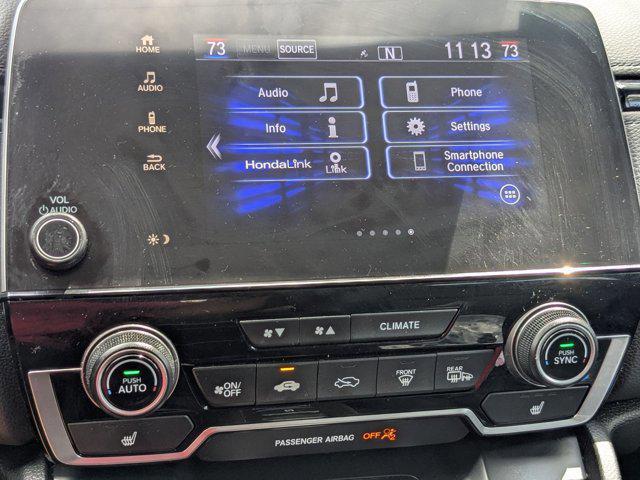 HOME
73 MENU SOURCE N 11 13 73
AUDIO
Audio Phone
PHONE
Info Settings
BACK
HondaLink Link Smartphone
Connection
VOL
AUDIO
CLIMATE
PUSH
AUTO
PUSH
SYNC
ON/
OFF
FRONT
REAR
PASSENGER AIRBAG OFF